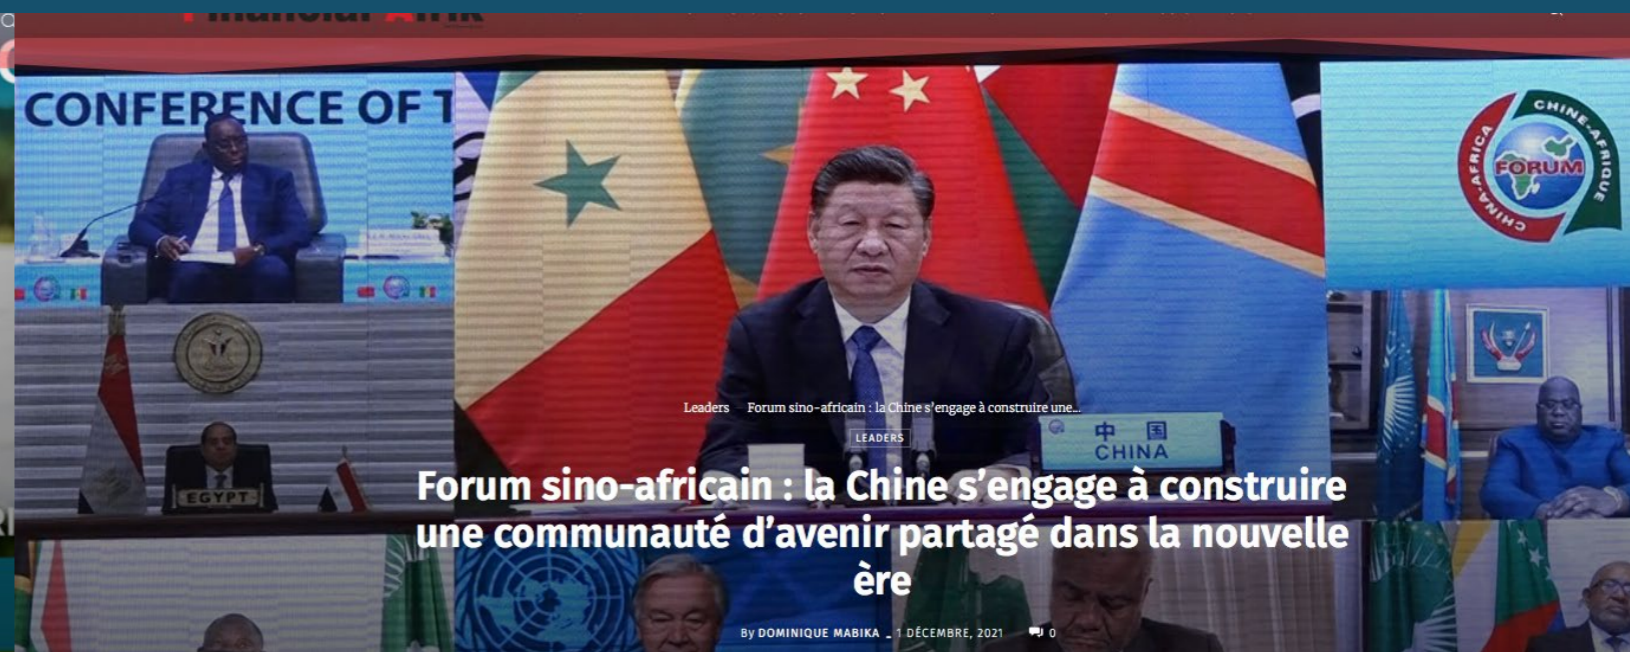 Financial Afrik
CONFERENCE OF T
CHINE-AFRIQUE
FORUM
CHINA-AFRICA
Leaders Forum sino-africain : la Chine s’engage à construire une...
LEADERS
中国
CHINA
EGYPT
Forum sino-africain : la Chine s’engage à construire
une communauté d’avenir partagé dans la nouvelle
ère
By DOMINIQUE MABIKA - 1 DÉCEMBRE, 2021 0